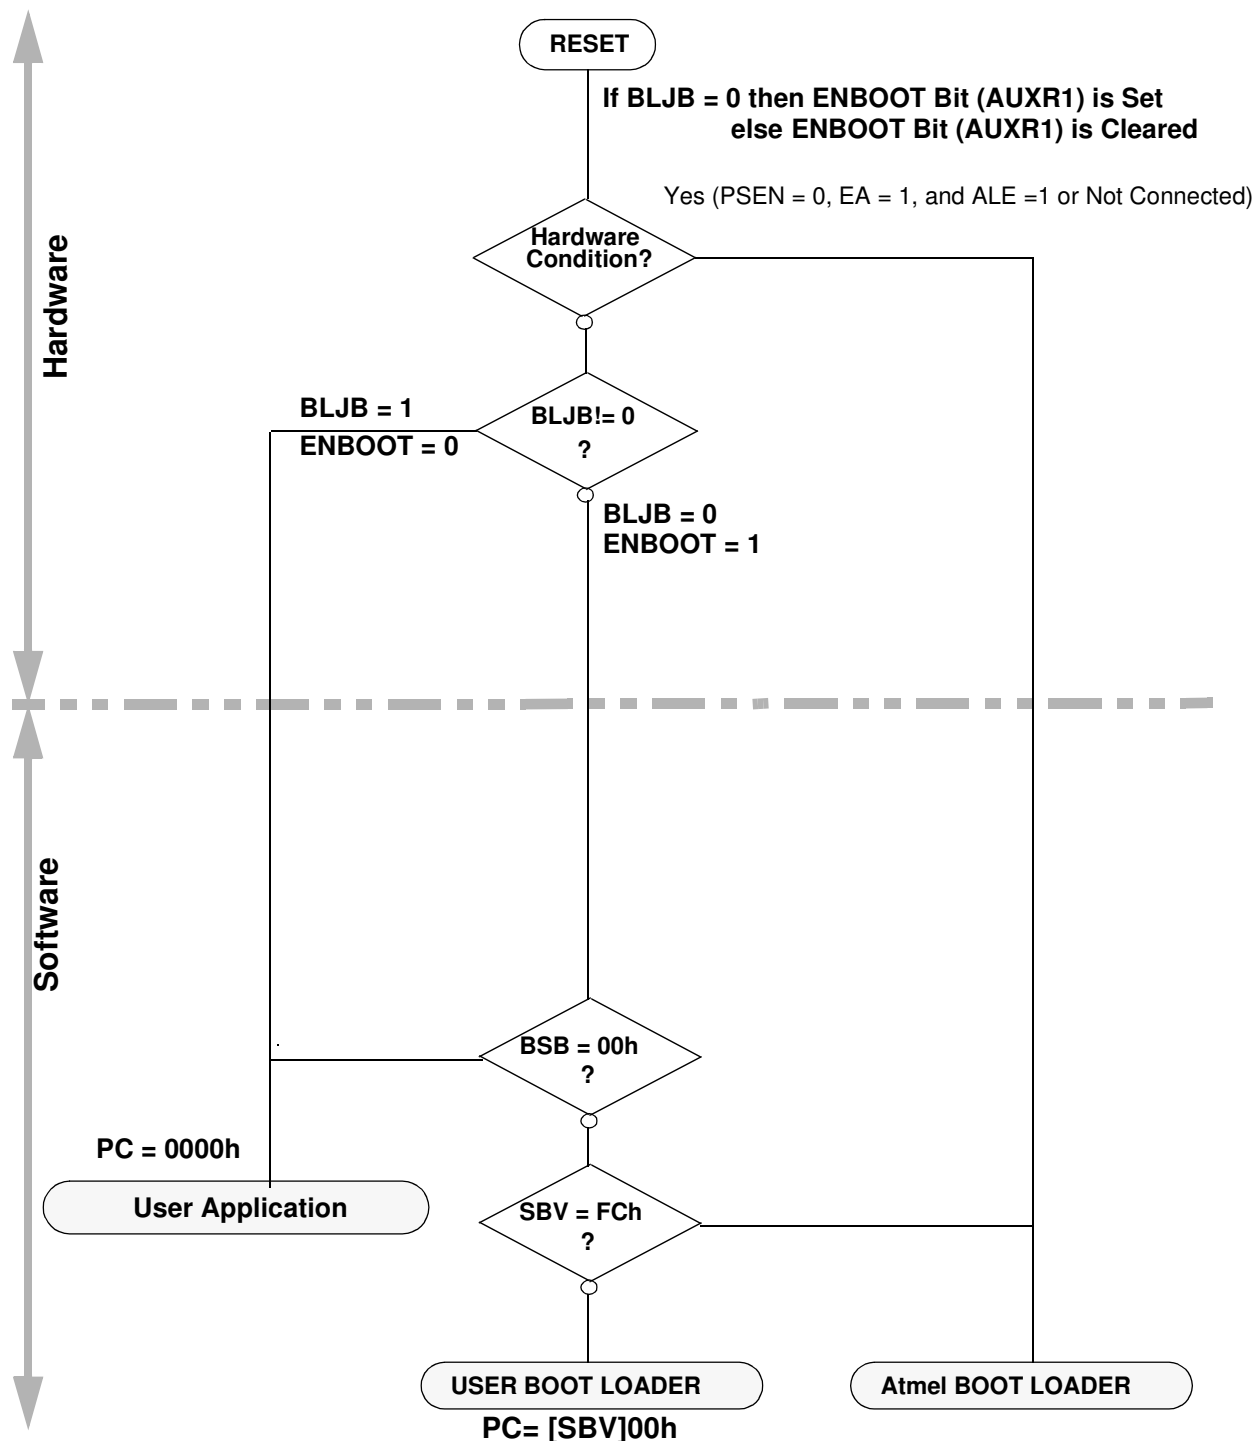 RESET
If BLJB = 0 then ENBOOT Bit (AUXR1) is Set
else ENBOOT Bit (AUXR1) is Cleared
Yes (PSEN = 0, EA = 1, and ALE =1 or Not Connected)
Hardware
Condition?
Hardware
BLJB = 1
ENBOOT = 0
BLJB!= 0
?
BLJB = 0
ENBOOT = 1
Software
BSB = 00h
?
PC = 0000h
User Application
SBV = FCh
?
USER BOOT LOADER
Atmel BOOT LOADER
PC= [SBV]00h